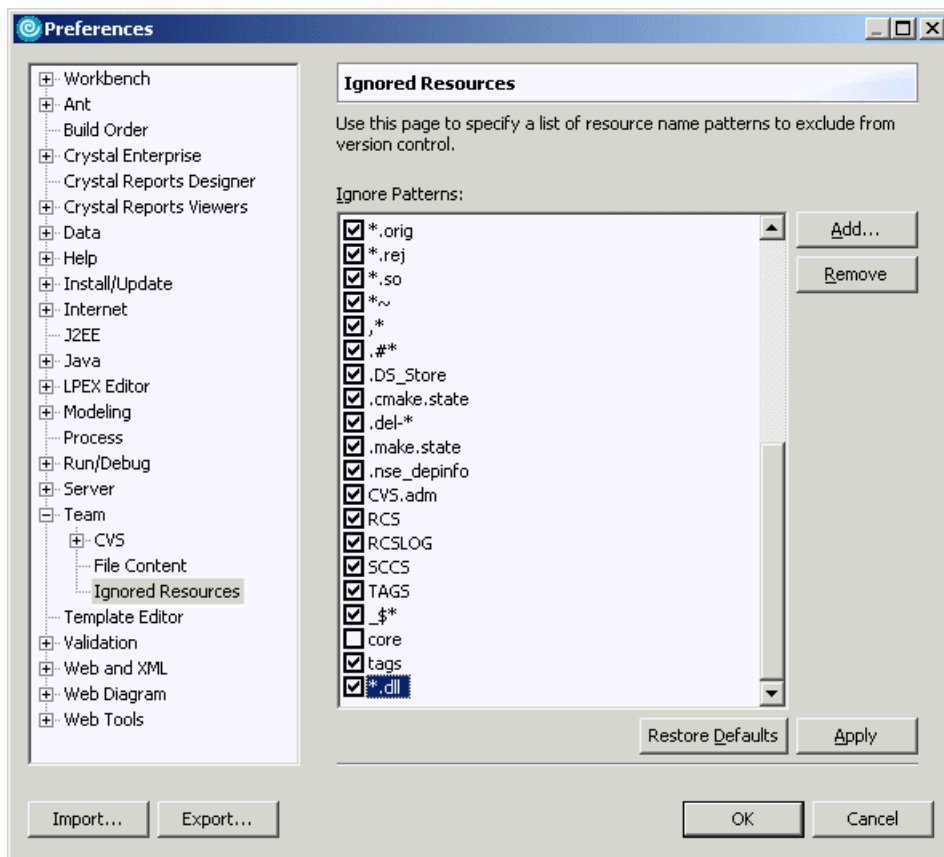 Preferences
Workbench
Ant
Build Order
Crystal Enterprise
Crystal Reports Designer
Crystal Reports Viewers
Data
Help
Install/Update
Internet
J2EE
Java
LPEX Editor
Modeling
Process
Run/Debug
Server
Team
CVS
File Content
Ignored Resources
Template Editor
Validation
Web and XML
Web Diagram
Web Tools
Ignored Resources
Use this page to specify a list of resource name patterns to exclude from
version control.
Ignore Patterns:
*.orig
*.rej
*.so
*~
,*
.#*
.DS_Store
.cmake.state
.del-*
.make.state
.nse_depinfo
CVS.adm
RCS
RCSLOG
SCCS
TAGS
_$*
core
tags
*.dll
Add...
Remove
Restore Defaults
Apply
Import...
Export...
OK
Cancel